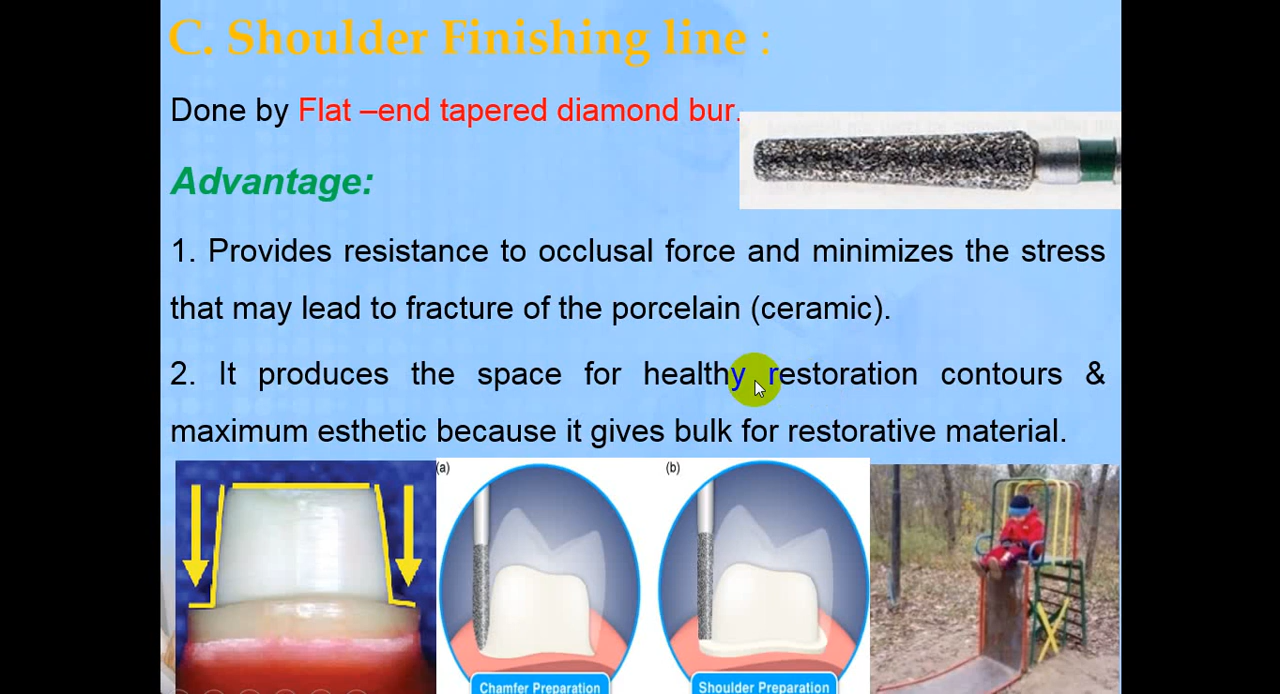 C. Shoulder Finishing line :
Done by Flat –end tapered diamond bur.
Advantage:
1. Provides resistance to occlusal force and minimizes the stress
that may lead to fracture of the porcelain (ceramic).
2. It produces the space for healthy restoration contours &
maximum esthetic because it gives bulk for restorative material.
(a)
(b)
Chamfer Preparation
Shoulder Preparation